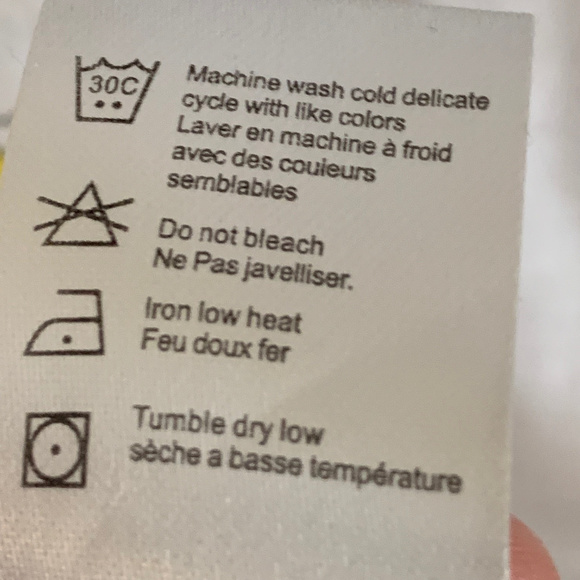 30C
Machine wash cold delicate
cycle with like colors
Laver en machine à froid
avec des couieurs
semblables
Do not bleach
Ne Pas javelliser.
Iron low heat
Feu doux fer
Tumble dry low
sèche a basse température